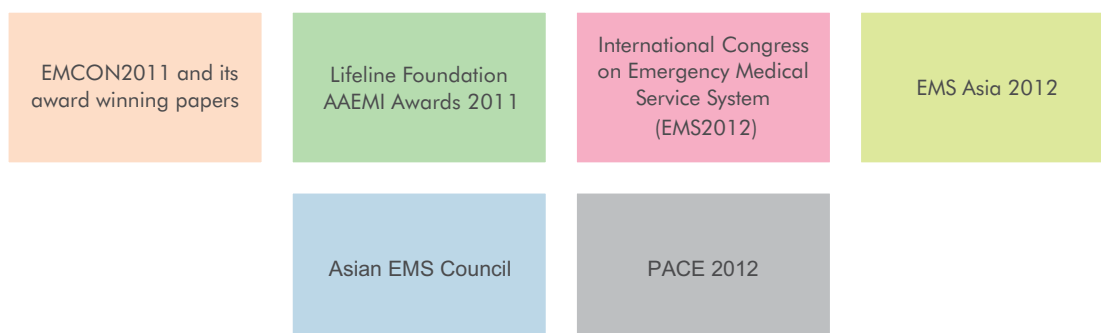 EMCON2011 and its
award winning papers
Lifeline Foundation
AAEMI Awards 2011
International Congress
on Emergency Medical
Service System
(EMS2012)
EMS Asia 2012
Asian EMS Council
PACE 2012